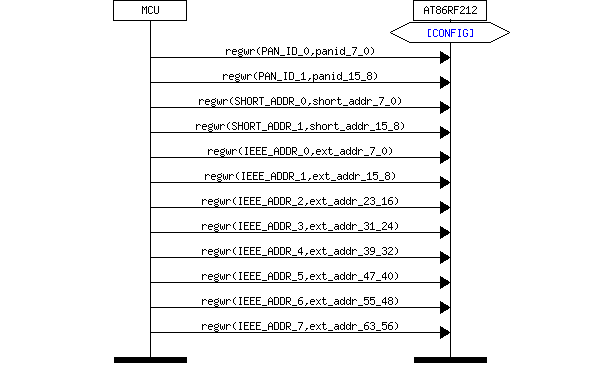 MCU AT86RF212
[CONFIG]
regwr(PAN_ID_0,panid_7_0)
regwr(PAN_ID_1,panid_15_8)
regwr(SHORT_ADDR_0,short_addr_7_0)
regwr(SHORT_ADDR_1,short_addr_15_8)
regwr(IEEE_ADDR_0,ext_addr_7_0)
regwr(IEEE_ADDR_1,ext_addr_15_8)
regwr(IEEE_ADDR_2,ext_addr_23_16)
regwr(IEEE_ADDR_3,ext_addr_31_24)
regwr(IEEE_ADDR_4,ext_addr_39_32)
regwr(IEEE_ADDR_5,ext_addr_47_40)
regwr(IEEE_ADDR_6,ext_addr_55_48)
regwr(IEEE_ADDR_7,ext_addr_63_56)